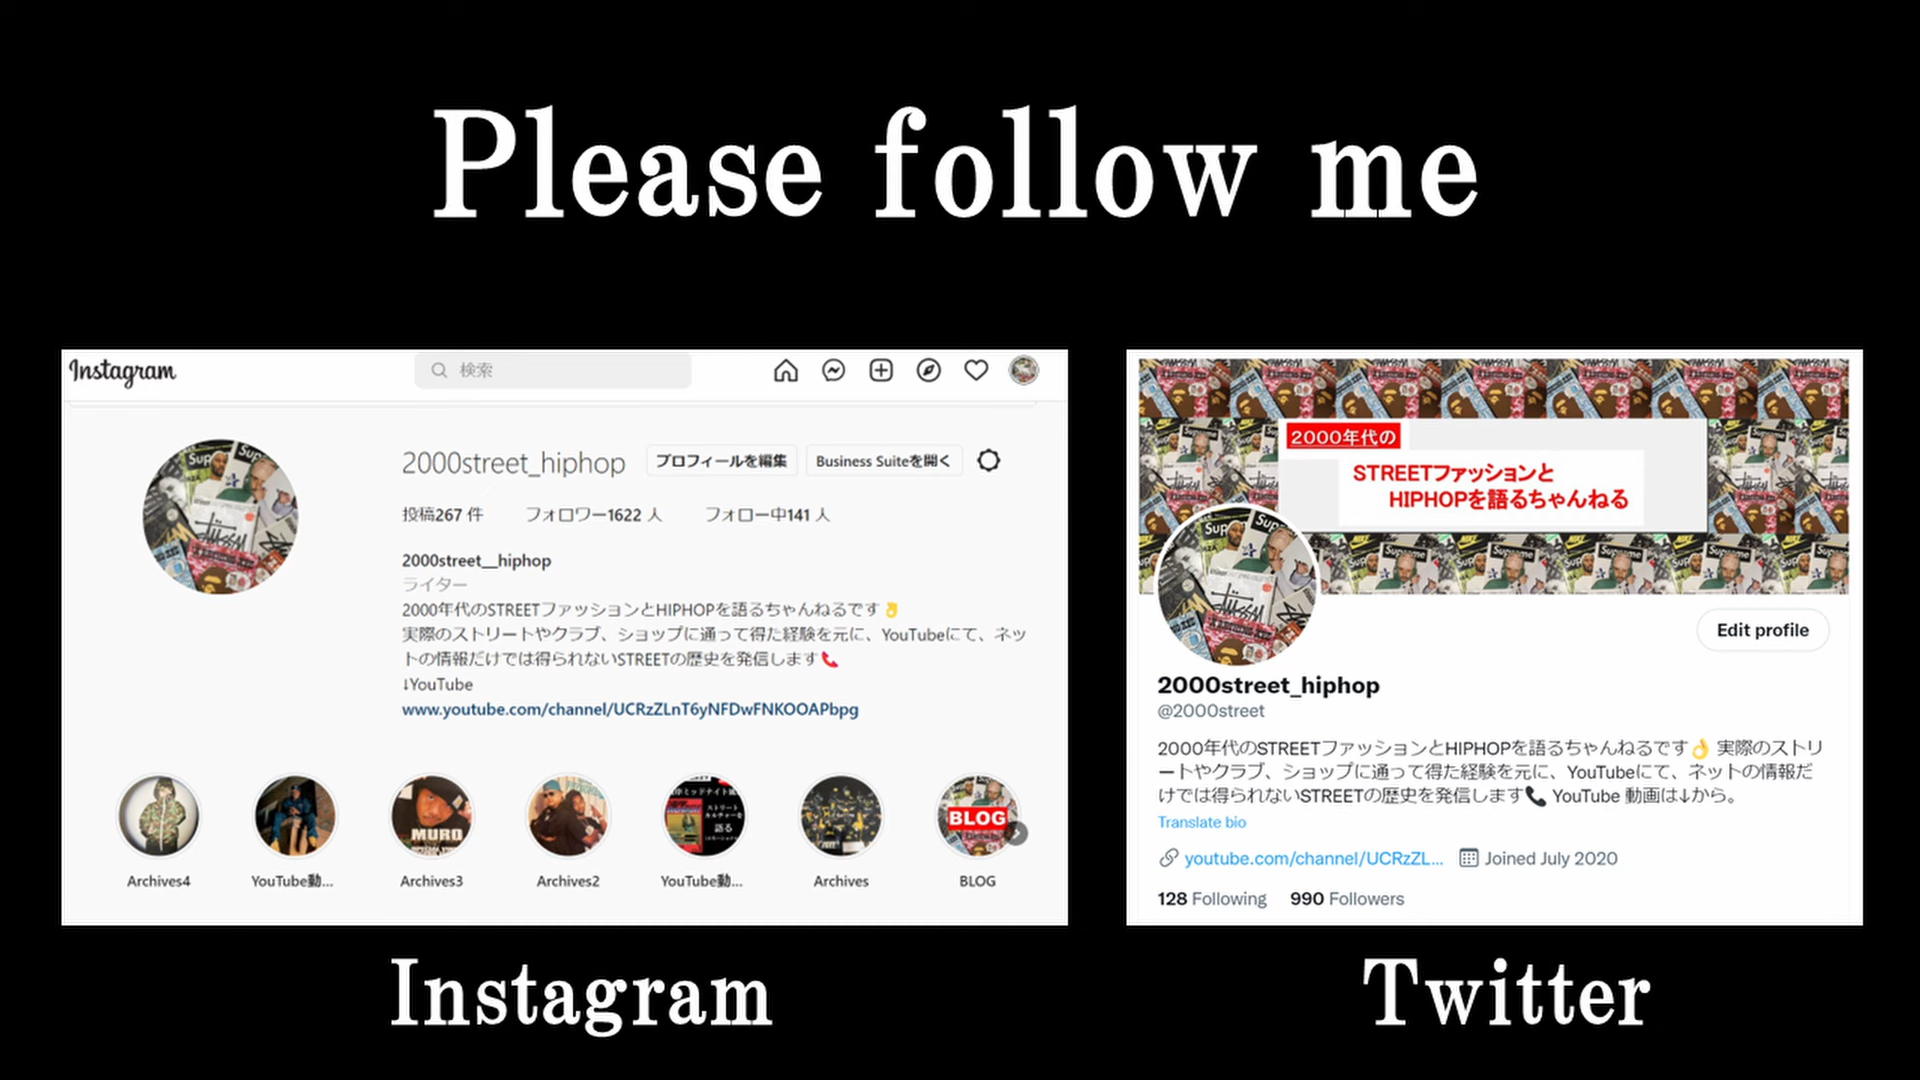 Please follow me
Instagram
検索
2000street_hiphop
プロフィールを編集
Business Suiteを開く
投稿267 件
フォロワー1622 人
フォロー中141 人
2000street__hiphop
ライター
2000年代のSTREETファッションとHIPHOPを語るちゃんねるです👌
実際のストリートやクラブ、ショップに通って得た経験を元に、YouTubeにて、ネッ
トの情報だけでは得られないSTREETの歴史を発信します📞
↓YouTube
www.youtube.com/channel/UCRzZLnT6yNFDwFNKOOAPbpg
MURO
ストリート
語る
BLOG
Archives4
YouTube動...
Archives3
Archives2
YouTube動...
Archives
BLOG
2000年代の
STREETファッションと
HIPHOPを語るちゃんねる
Supreme
Edit profile
2000street_hiphop
@2000street
2000年代のSTREETファッションとHIPHOPを語るちゃんねるです👌 実際のストリ
ートやクラブ、ショップに通って得た経験を元に、YouTubeにて、ネットの情報だ
けでは得られないSTREETの歴史を発信します📞 YouTube 動画は↓から。
Translate bio
youtube.com/channel/UCRzZL...
Joined July 2020
128 Following
990 Followers
Instagram
Twitter